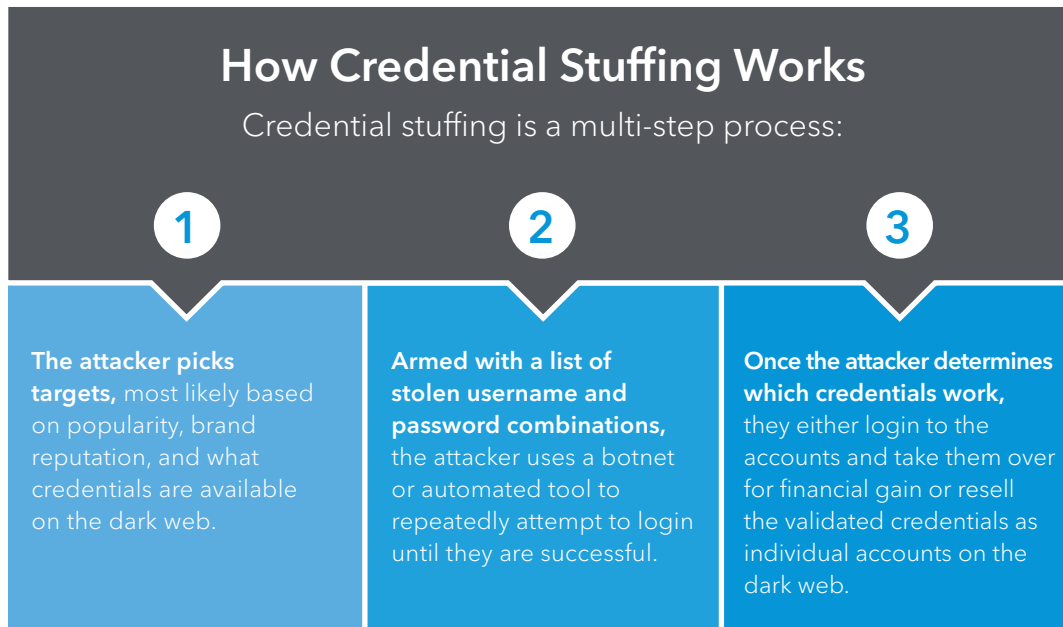 How Credential Stuffing Works
Credential stuffing is a multi-step process:
1
2
3
The attacker picks
targets, most likely based
on popularity, brand
reputation, and what
credentials are available
on the dark web.
Armed with a list of
stolen username and
password combinations,
the attacker uses a botnet
or automated tool to
repeatedly attempt to login
until they are successful.
Once the attacker determines
which credentials work,
they either login to the
accounts and take them over
for financial gain or resell
the validated credentials as
individual accounts on the
dark web.